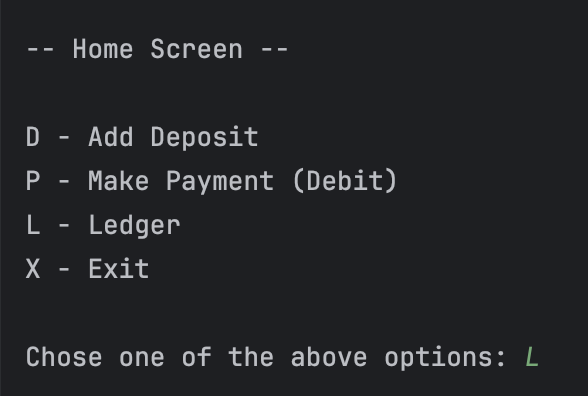 -- Home Screen --
D - Add Deposit
P - Make Payment (Debit)
L - Ledger
X - Exit
Chose one of the above options: L